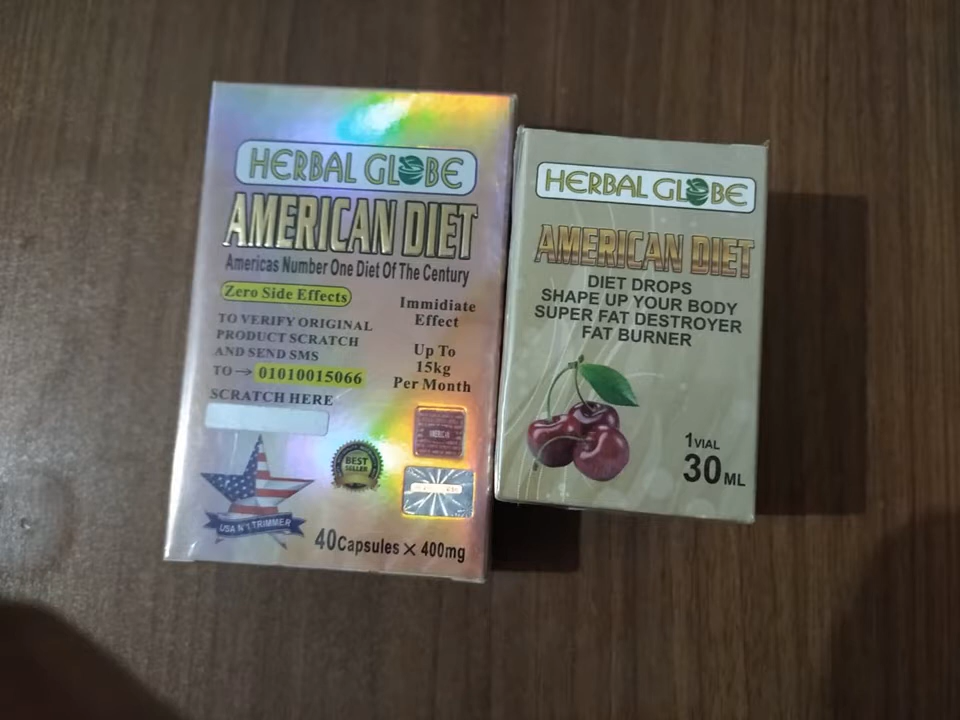 HERBAL GLOBE
AMERICAN DIET
Americas Number One Diet Of The Century
Zero Side Effects
Immidiate
Effect
TO VERIFY ORIGINAL
PRODUCT SCRATCH
AND SEND SMS
TO → 01010015066
Up To
15kg
Per Month
SCRATCH HERE
BEST
SELLER
USA N°1 TRIMMER
40Capsules × 400mg
HERBAL GLOBE
AMERICAN DIET
DIET DROPS
SHAPE UP YOUR BODY
SUPER FAT DESTROYER
FAT BURNER
1 VIAL
30 ML